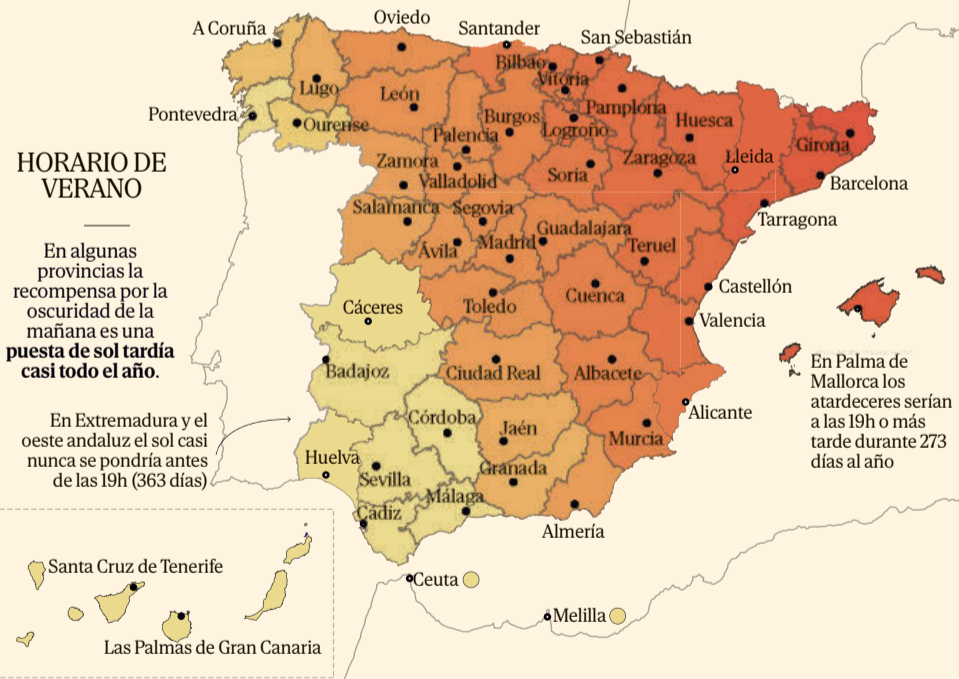 A Coruña
Oviedo
Santander
San Sebastián
Bilbao
Vitoria
Lugo
León
Pamplona
Pontevedra
Ourense
Burgos
Logroño
Huesca
Palencia
Girona
HORARIO DE
VERANO
Zamora
Valladolid
Soria
Zaragoza
Lleida
Barcelona
Salamanca
Segovia
Tarragona
Ávila
Madrid
Guadalajara
Teruel
En algunas
provincias la
recompensa por la
oscuridad de la
mañana es una
puesta de sol tardía
casi todo el año.
Cáceres
Toledo
Cuenca
Castellón
Valencia
Badajoz
Ciudad Real
Albacete
En Palma de
Mallorca los
atardeceres serían
a las 19h o más
tarde durante 273
días al año
En Extremadura y el
oeste andaluz el sol casi
nunca se pondría antes
de las 19h (363 días)
Córdoba
Jaén
Alicante
Murcia
Huelva
Sevilla
Granada
Málaga
Cádiz
Almería
Santa Cruz de Tenerife
Ceuta
Melilla
Las Palmas de Gran Canaria